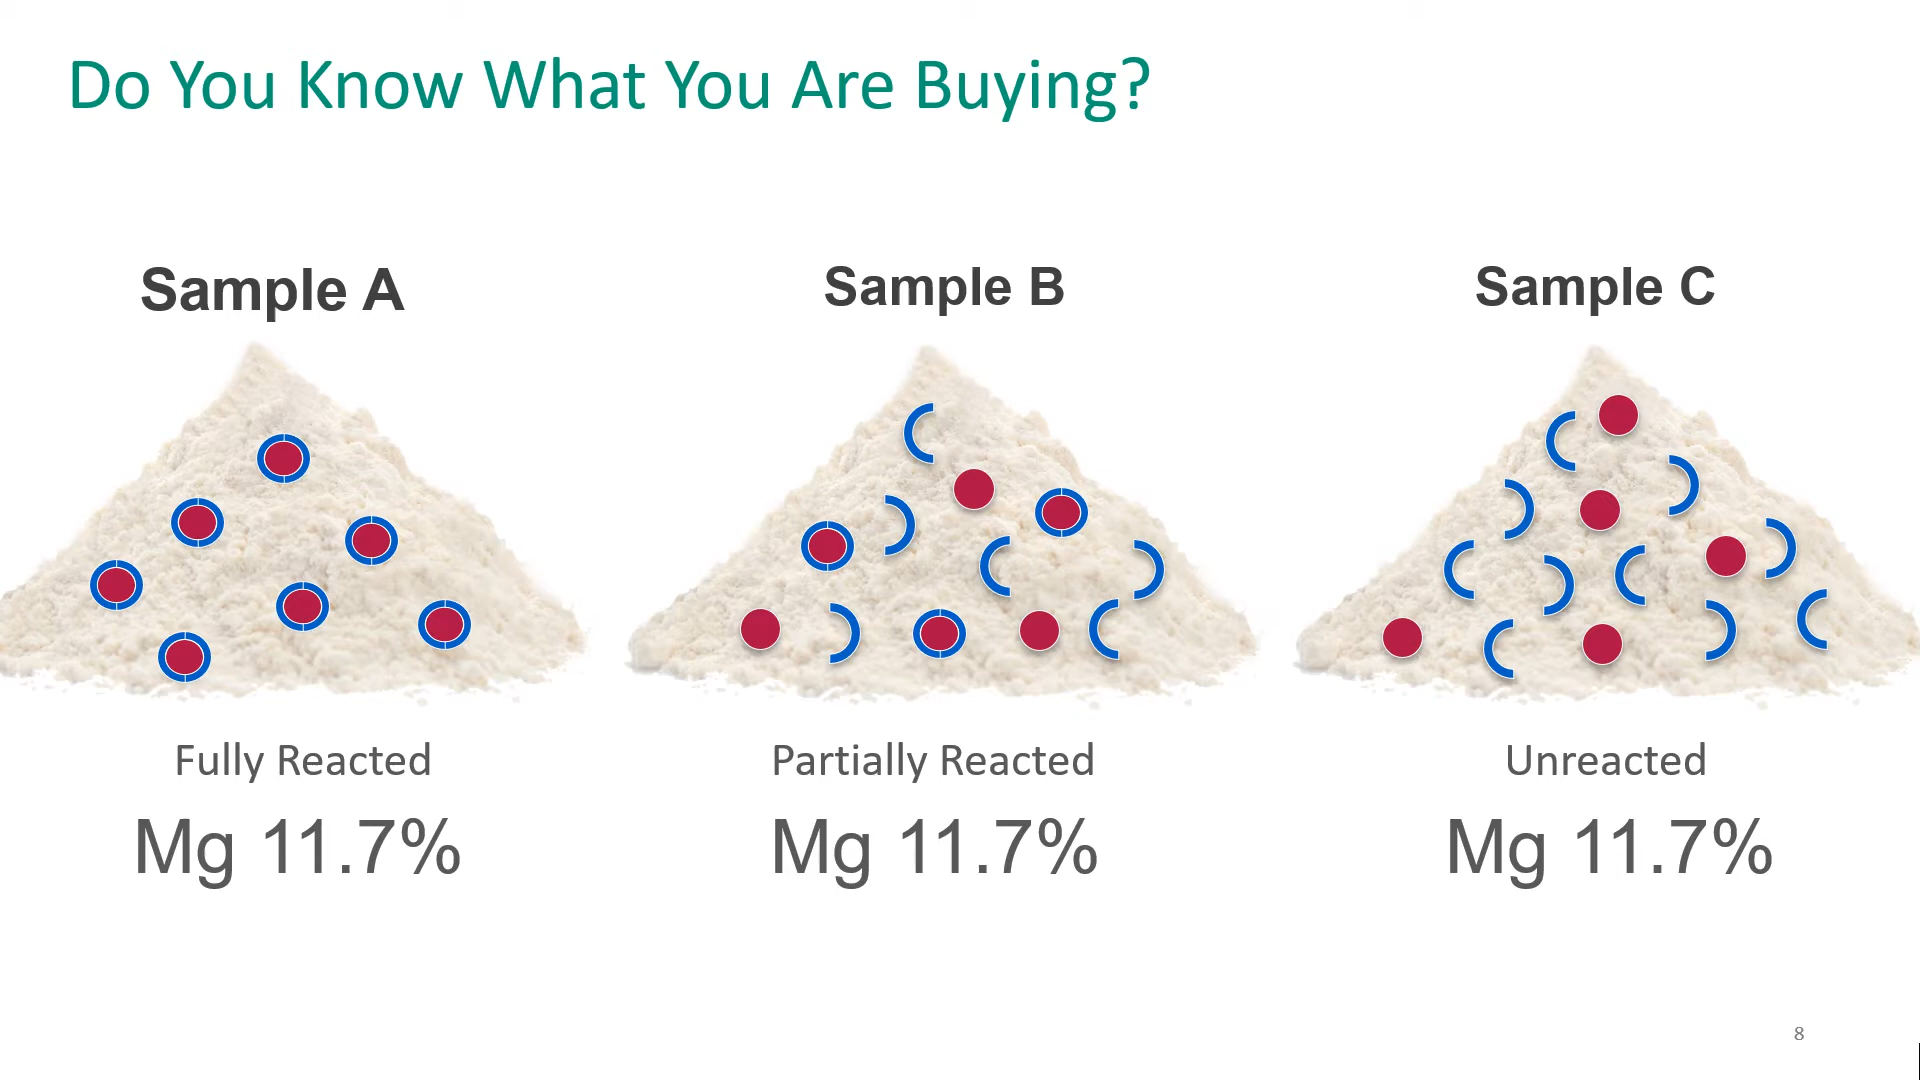 Do You Know What You Are Buying?
Sample A
Sample B
Sample C
Fully Reacted
Partially Reacted
Unreacted
Mg 11.7%
Mg 11.7%
Mg 11.7%
8